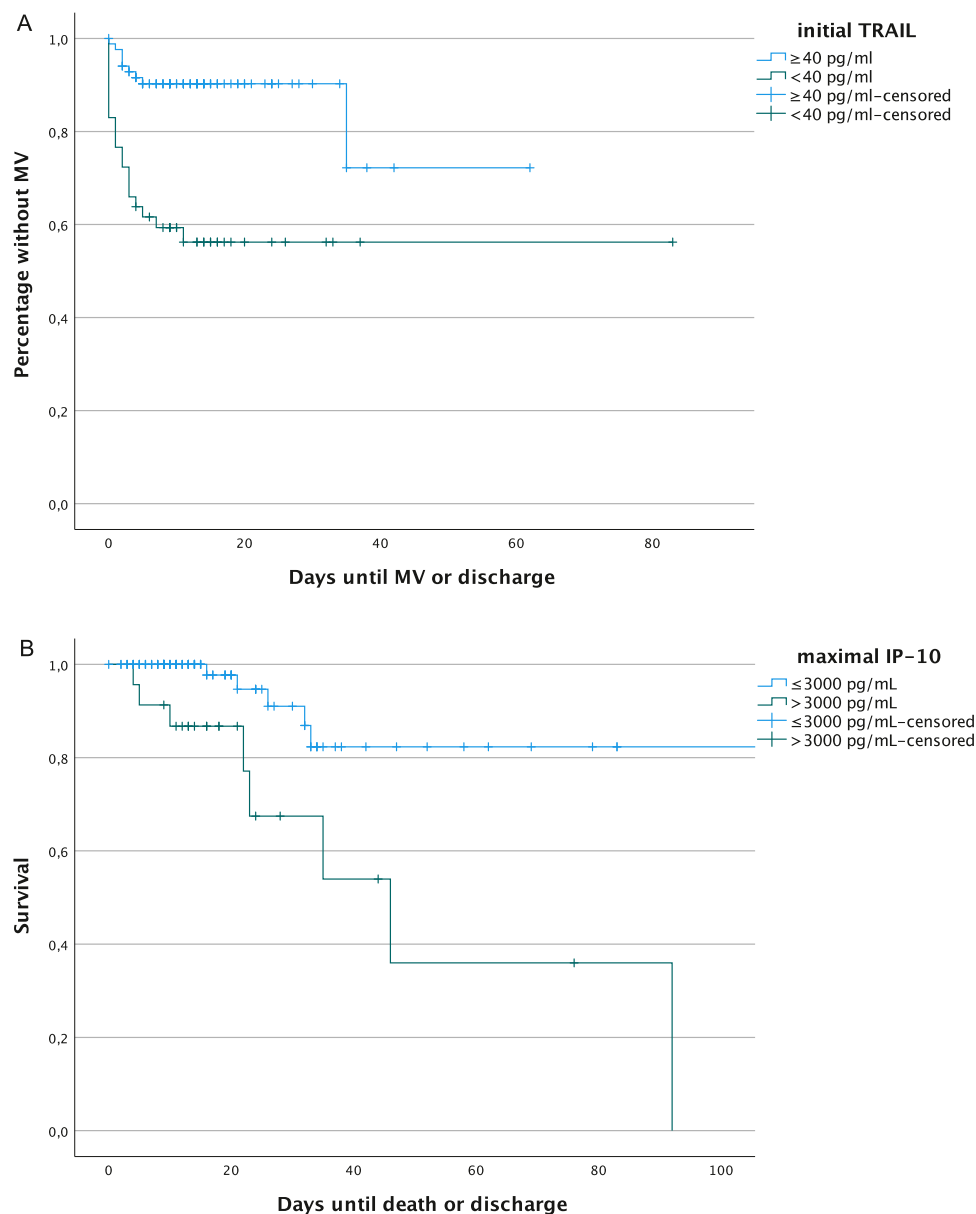 A
initial TRAIL
≥40 pg/ml
<40 pg/ml
≥40 pg/ml-censored
<40 pg/ml-censored
1,0
0,8
0,6
0,4
0,2
0,0
Percentage without MV
0 20 40 60 80
Days until MV or discharge
B
maximal IP-10
≤3000 pg/mL
>3000 pg/mL
≤3000 pg/mL-censored
>3000 pg/mL-censored
1,0
0,8
0,6
0,4
0,2
0,0
Survival
0 20 40 60 80 100
Days until death or discharge